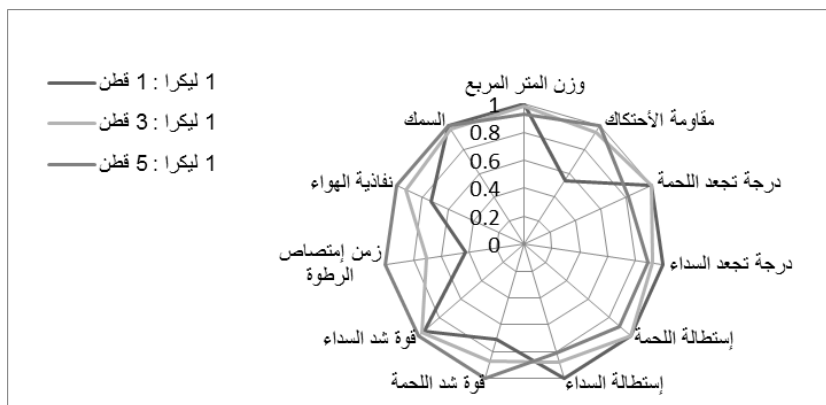 1 ليكرا : 1 قطن
1 ليكرا : 3 قطن
1 ليكرا : 5 قطن
وزن المتر المربع
مقاومة الأحتكاك
درجة تجعد اللحمة
درجة تجعد السداء
إستطالة اللحمة
إستطالة السداء
قوة شد اللحمة
قوة شد السداء
زمن إمتصاص
الرطوة
نفاذية الهواء
السمك
1
0.8
0.6
0.4
0.2
0